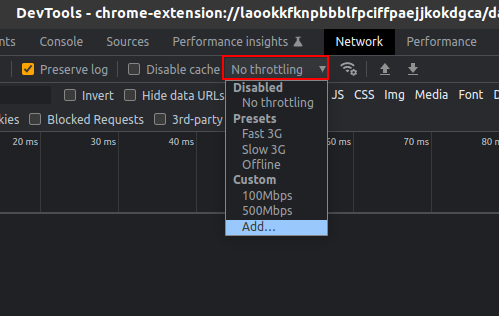 DevTools - chrome-extension://laookkfknpbbblfpciffpaejjkokdgca/da
nts Sources Console Performance insights Network Performance
Preserve log Disable cache No throttling
Invert Hide data URLs JS CSS Img Media Font
kies Blocked Requests 3rd-party
20 ms 30 ms 40 ms ms 60 ms 70 ms 80
Disabled
No throttling
Presets
Fast 3G
Slow 3G
Offline
Custom
100Mbps
500Mbps
Add...